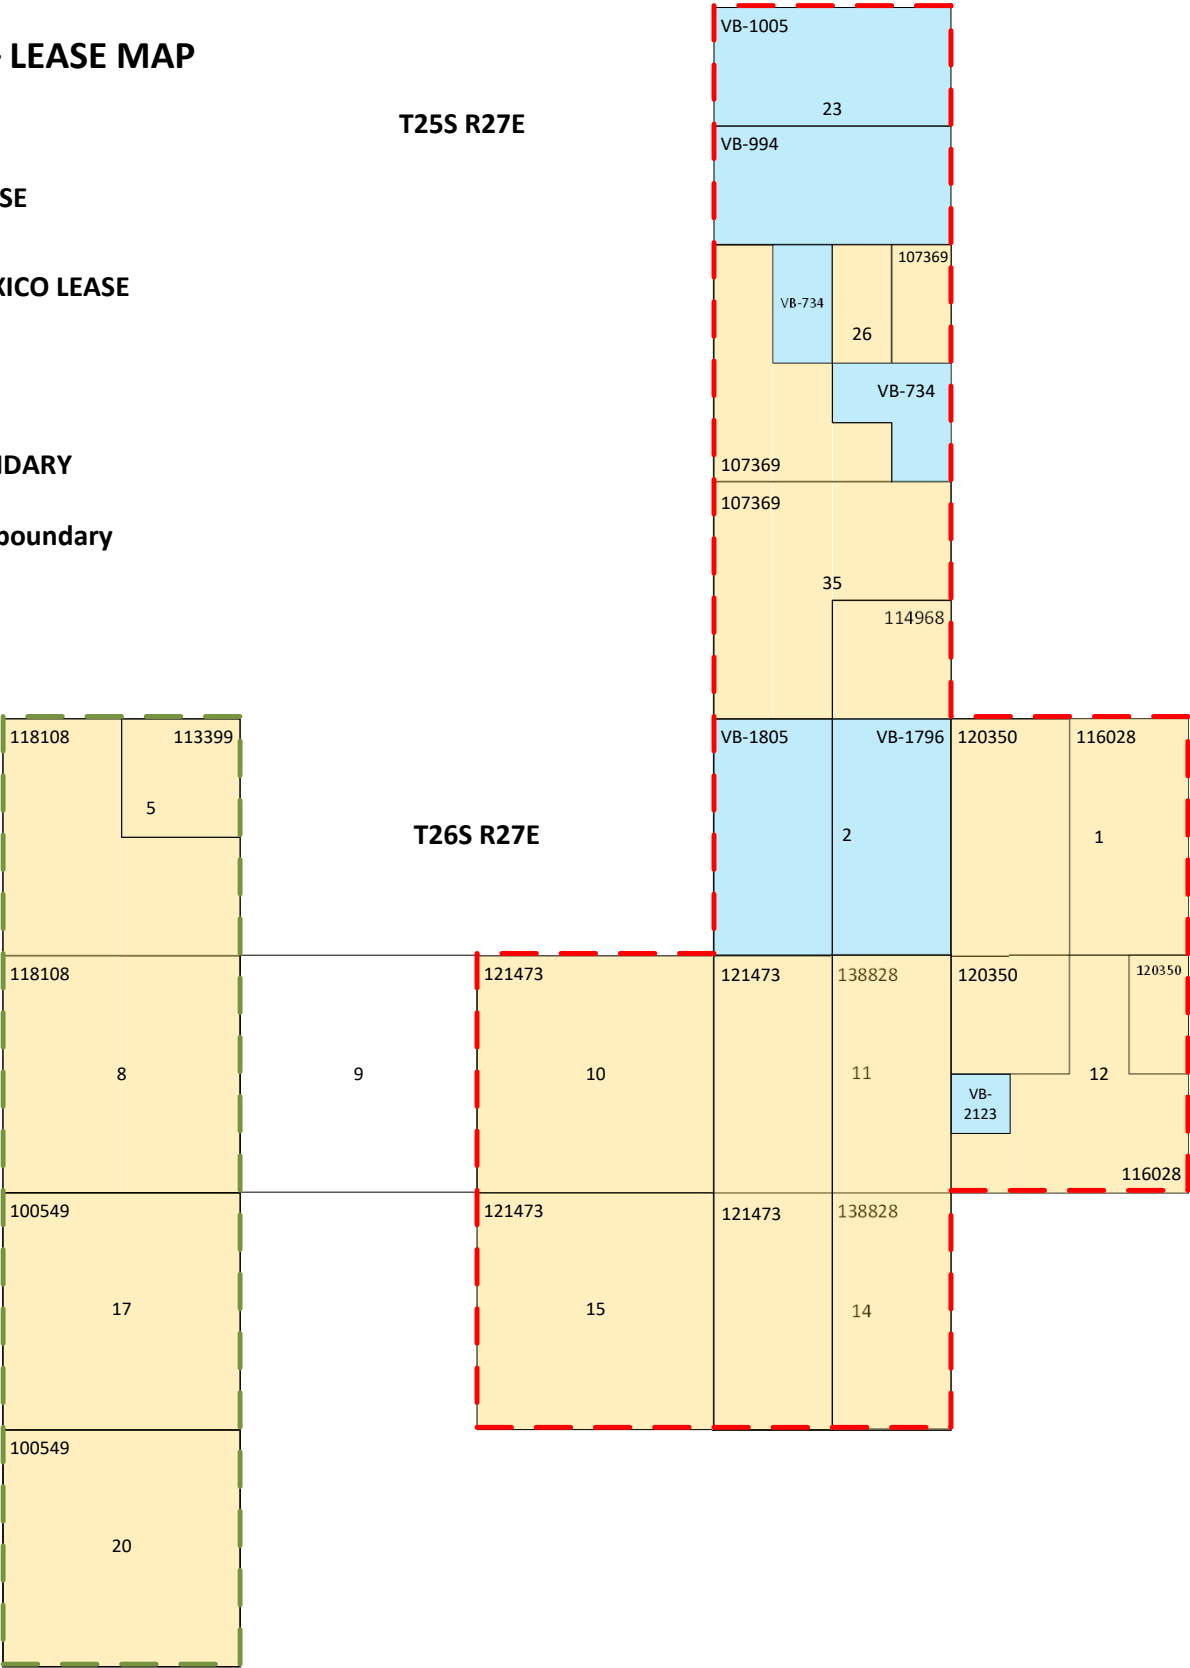 LEASE MAP
SE
XICO LEASE
NDARY
boundary
T25S R27E
VB-1005
23
VB-994
107369
VB-734
26
VB-734
107369
107369
35
114968
118108 113399
5
T26S R27E
VB-1805 VB-1796 120350 116028
2 1
118108 121473 121473 138828 120350 120350
8 9 10 11 12
VB-
2123
116028
100549 121473 121473 138828
17 15 14
100549
20